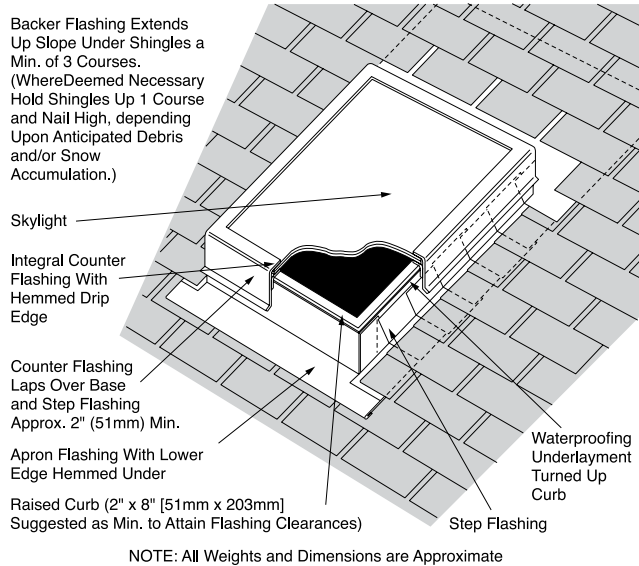 Backer Flashing Extends
Up Slope Under Shingles a
Min. of 3 Courses.
(WhereDeemed Necessary
Hold Shingles Up 1 Course
and Nail High, depending
Upon Anticipated Debris
and/or Snow
Accumulation.)
Skylight
Integral Counter
Flashing With
Hemmed Drip
Edge
Counter Flashing
Laps Over Base
and Step Flashing
Approx. 2" (51mm) Min.
Apron Flashing With Lower
Edge Hemmed Under
Raised Curb (2" x 8" [51mm x 203mm]
Suggested as Min. to Attain Flashing Clearances)
Waterproofing
Underlayment
Turned Up
Curb
Step Flashing
NOTE: All Weights and Dimensions are Approximate